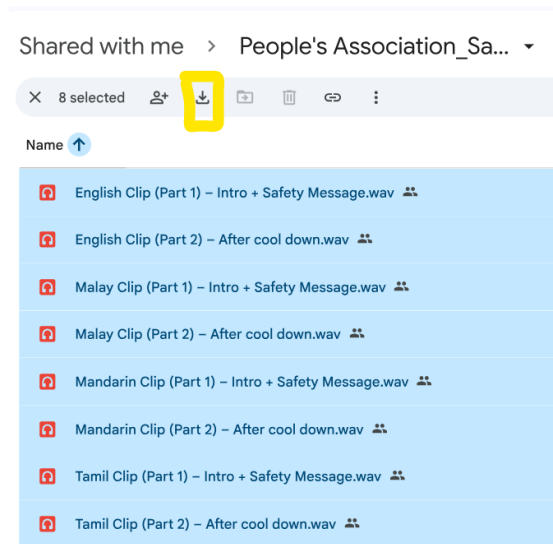 Shared with me > People's Association_Sa...
8 selected
Name
English Clip (Part 1) – Intro + Safety Message.wav
English Clip (Part 2) – After cool down.wav
Malay Clip (Part 1) – Intro + Safety Message.wav
Malay Clip (Part 2) – After cool down.wav
Mandarin Clip (Part 1) – Intro + Safety Message.wav
Mandarin Clip (Part 2) – After cool down.wav
Tamil Clip (Part 1) – Intro + Safety Message.wav
Tamil Clip (Part 2) – After cool down.wav